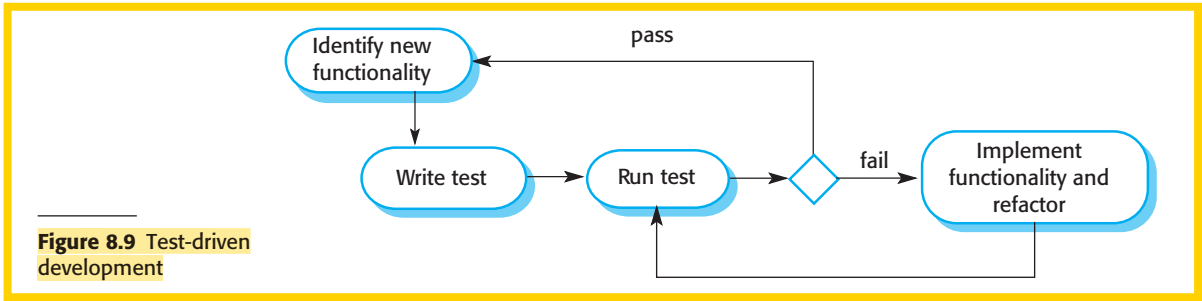 Identify new
functionality
pass
Write test
Run test
fail
Implement
functionality and
refactor
Figure 8.9 Test-driven
development